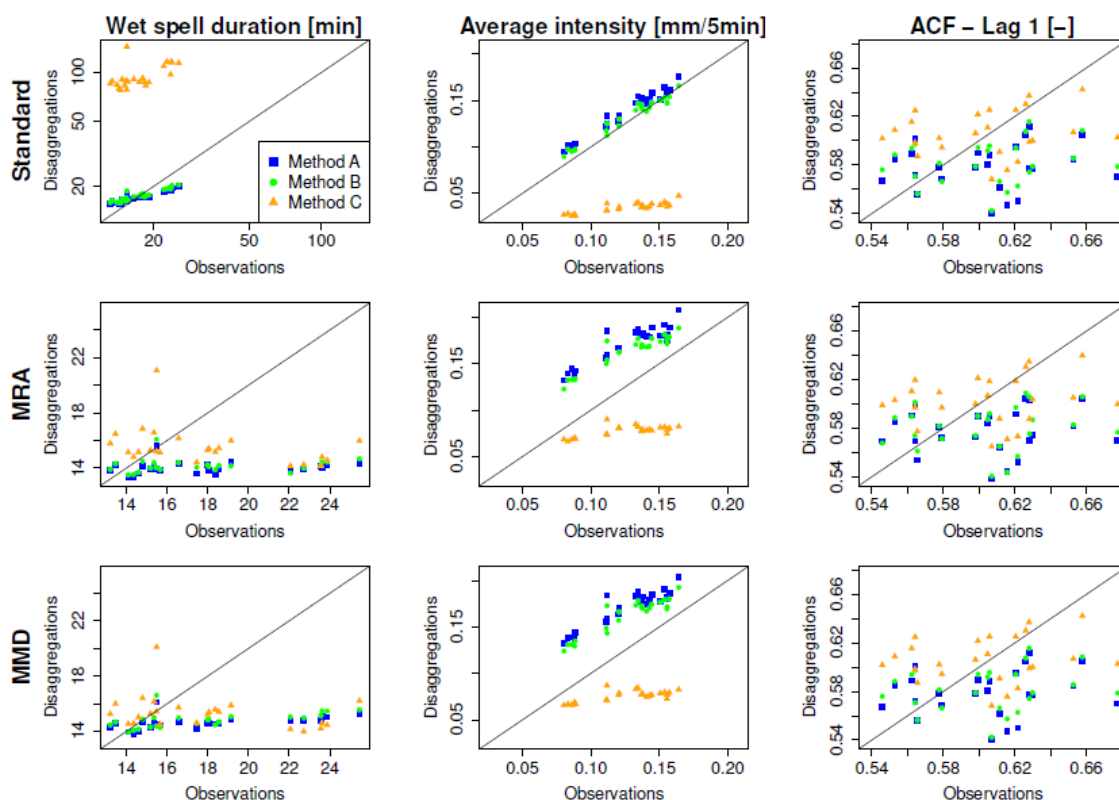 Wet spell duration [min]
Average intensity [mm/5min]
ACF − Lag 1 [−]
Standard
Disaggregations
20
50
100
Method A
Method B
Method C
20
50
100
Observations
Disaggregations
0.05
0.15
0.05
0.10
0.15
0.20
Observations
Disaggregations
0.54
0.58
0.62
0.66
0.54
0.58
0.62
0.66
Observations
MRA
Disaggregations
14
18
22
14
16
18
20
22
24
Observations
Disaggregations
0.05
0.15
0.05
0.10
0.15
0.20
Observations
Disaggregations
0.54
0.58
0.62
0.66
0.54
0.58
0.62
0.66
Observations
MMD
Disaggregations
14
18
22
14
16
18
20
22
24
Observations
Disaggregations
0.05
0.15
0.05
0.10
0.15
0.20
Observations
Disaggregations
0.54
0.58
0.62
0.66
0.54
0.58
0.62
0.66
Observations